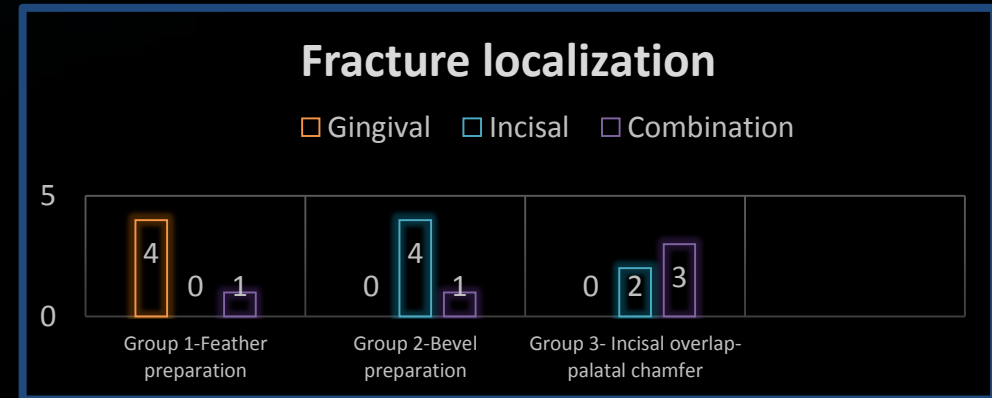 Fracture localization
Gingival Incisal Combination
5
4 0 1 0 4 1 0 2 3
0
Group 1-Feather preparation
Group 2-Bevel preparation
Group 3- Incisal overlap-palatal chamfer